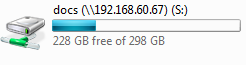 docs (\\192.168.60.67) (S:)
228 GB free of 298 GB